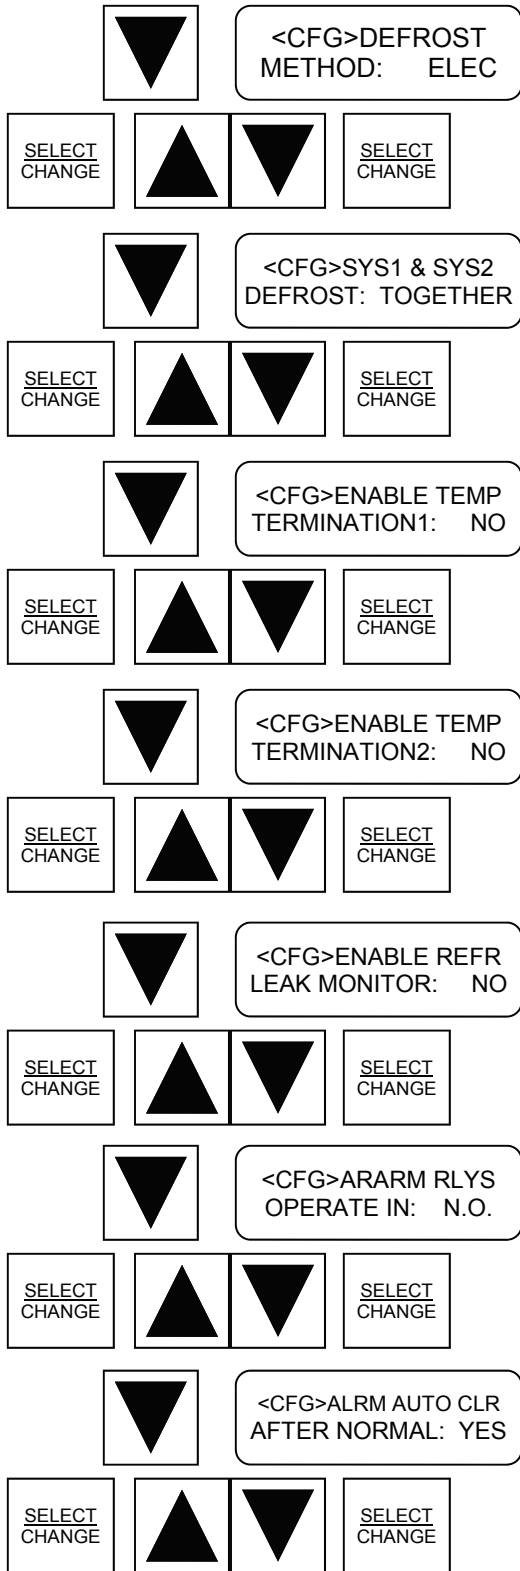 <CFG>DEFROST
METHOD: ELEC
SELECT
CHANGE
SELECT
CHANGE
<CFG>SYS1 & SYS2
DEFROST: TOGETHER
SELECT
CHANGE
SELECT
CHANGE
<CFG>ENABLE TEMP
TERMINATION1: NO
SELECT
CHANGE
SELECT
CHANGE
<CFG>ENABLE TEMP
TERMINATION2: NO
SELECT
CHANGE
SELECT
CHANGE
<CFG>ENABLE REFR
LEAK MONITOR: NO
SELECT
CHANGE
SELECT
CHANGE
<CFG>ARARM RLYS
OPERATE IN: N.O.
SELECT
CHANGE
SELECT
CHANGE
<CFG>ALRM AUTO CLR
AFTER NORMAL: YES
SELECT
CHANGE
SELECT
CHANGE